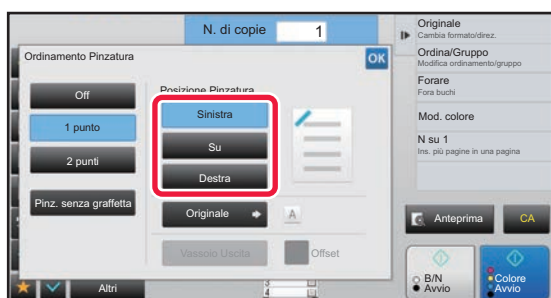 N. di copie 1
Ordinamento Pinzatura
OK
Off
1 punto
2 punti
Pinz. senza graffetta
Posizione Pinzatura
Sinistra
Su
Destra
Originale
A
Vassoio Uscita
Offset
Altri
Originale
Cambia formato/direz.
Ordina/Gruppo
Modifica ordinamento/gruppo
Forare
Fora buchi
Mod. colore
N su 1
Ins. più pagine in una pagina
Anteprima
CA
B/N
Avvio
Colore
Avvio